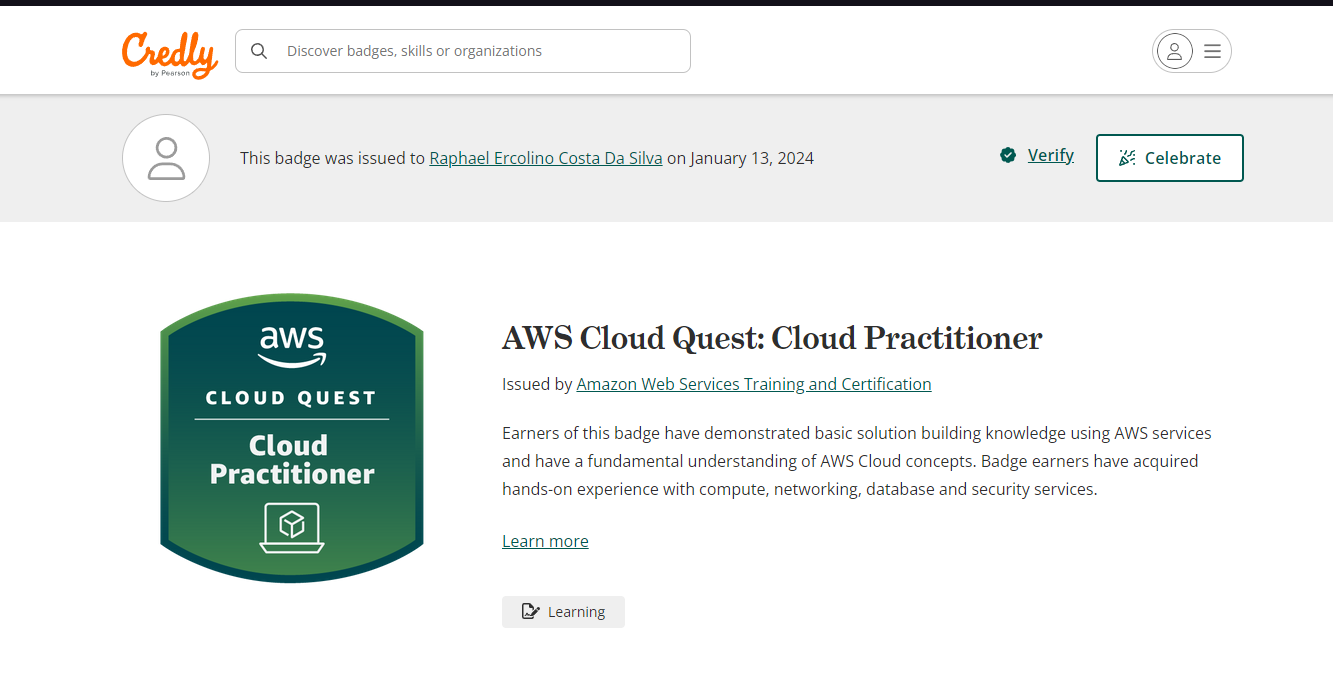 Credly
by Pearson
Discover badges, skills or organizations
This badge was issued to Raphael Ercolino Costa Da Silva on January 13, 2024
Verify
Celebrate
aws
CLOUD QUEST
Cloud
Practitioner
AWS Cloud Quest: Cloud Practitioner
Issued by Amazon Web Services Training and Certification
Earners of this badge have demonstrated basic solution building knowledge using AWS services
and have a fundamental understanding of AWS Cloud concepts. Badge earners have acquired
hands-on experience with compute, networking, database and security services.
Learn more
Learning